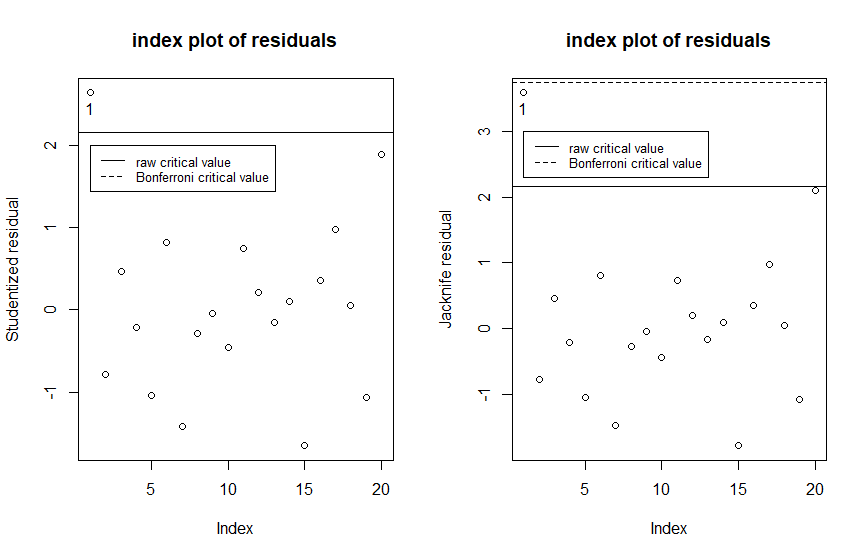 index plot of residuals
Studentized residual
2
1
0
-1
1
raw critical value
Bonferroni critical value
5
10
15
20
Index
index plot of residuals
Jacknife residual
3
2
1
0
-1
1
raw critical value
Bonferroni critical value
5
10
15
20
Index